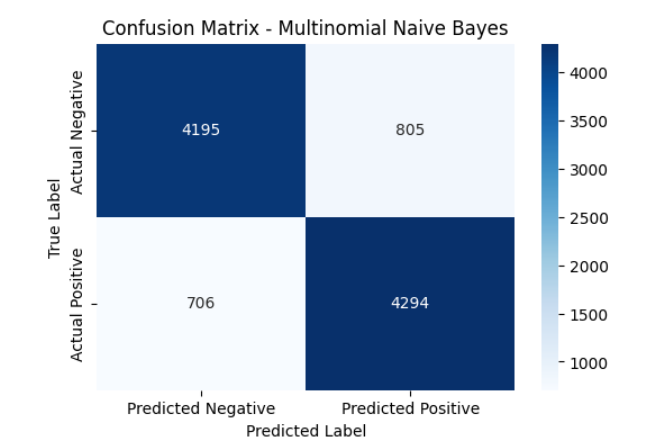 Confusion Matrix - Multinomial Naive Bayes
True Label
Actual Negative
Actual Positive
4195 805
706 4294
Predicted Negative Predicted Positive
Predicted Label
4000
3500
3000
2500
2000
1500
1000